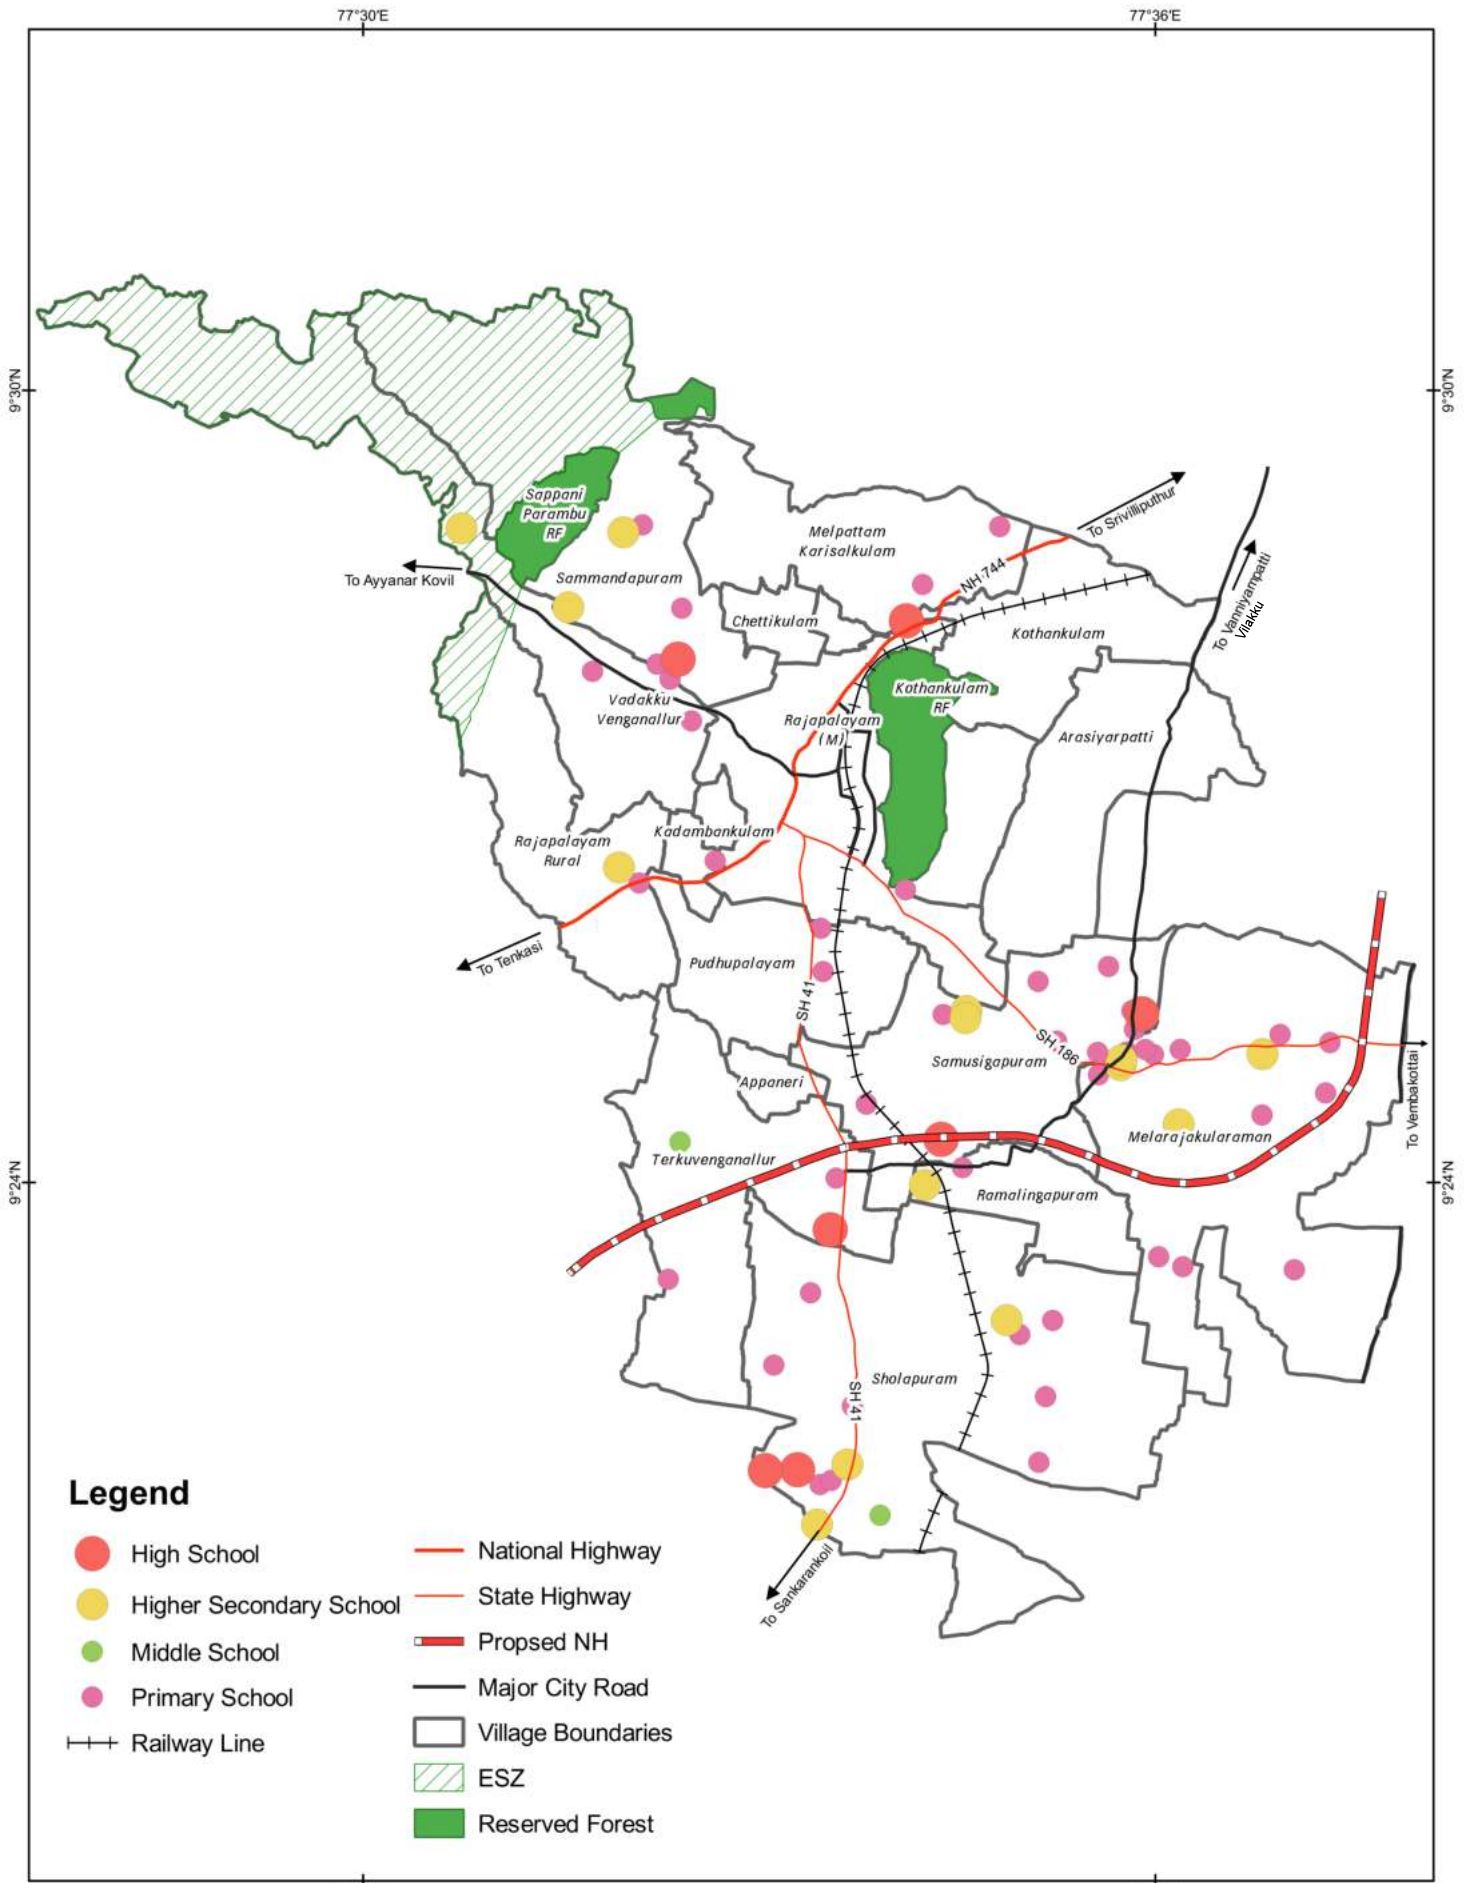 77°30'E
77°36'E
9°30'N
9°30'N
Sappani
Parambu
RF
To Ayyanar Kovil
Sammandapuram
Melpattam
Karisalkulam
To Srivilliputhur
NH 744
To Vanniyampatti
Vilakku
Chettikulam
Kothankulam
Kothankulam
RF
Vadakku
Venganallur
Rajapalayam
(M)
Arasiyarpatti
Rajapalayam
Rural
Kadambankulam
To Tenkasi
Pudhupalayam
SH 41
SH 186
Samusigapuram
Appaneri
To Vembakottai
Melarajakularaman
Terkuvenganallur
9°24'N
9°24'N
Ramalingapuram
Sholapuram
SH 41
To Sankarankoil
Legend
High School
Higher Secondary School
Middle School
Primary School
Railway Line
National Highway
State Highway
Propsed NH
Major City Road
Village Boundaries
ESZ
Reserved Forest